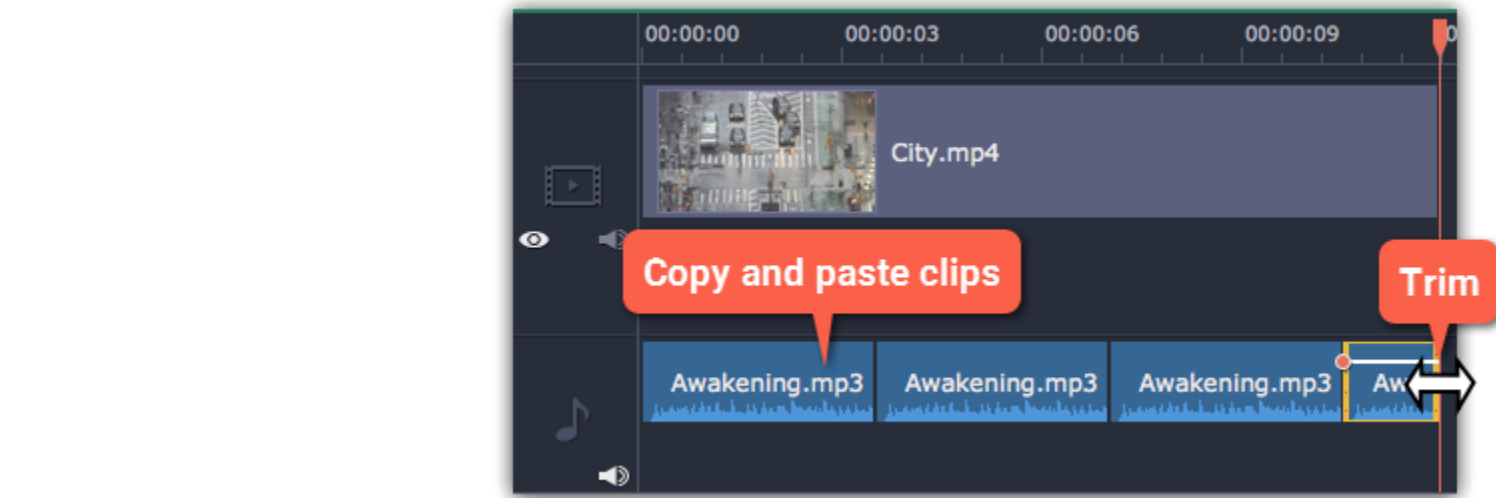 00:00:00 00:00:03 00:00:06 00:00:09
City.mp4
Copy and paste clips
Trim
Awakening.mp3 Awakening.mp3 Awakening.mp3 Aw